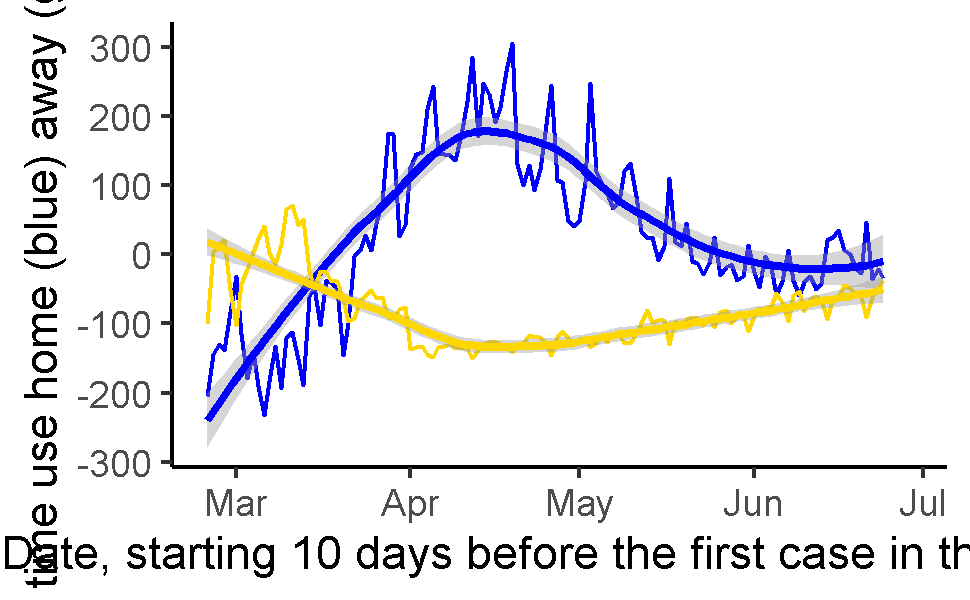 time use home (blue) away (
300
200
100
0
-100
-200
-300
Mar Apr May Jun Jul
Date, starting 10 days before the first case in th